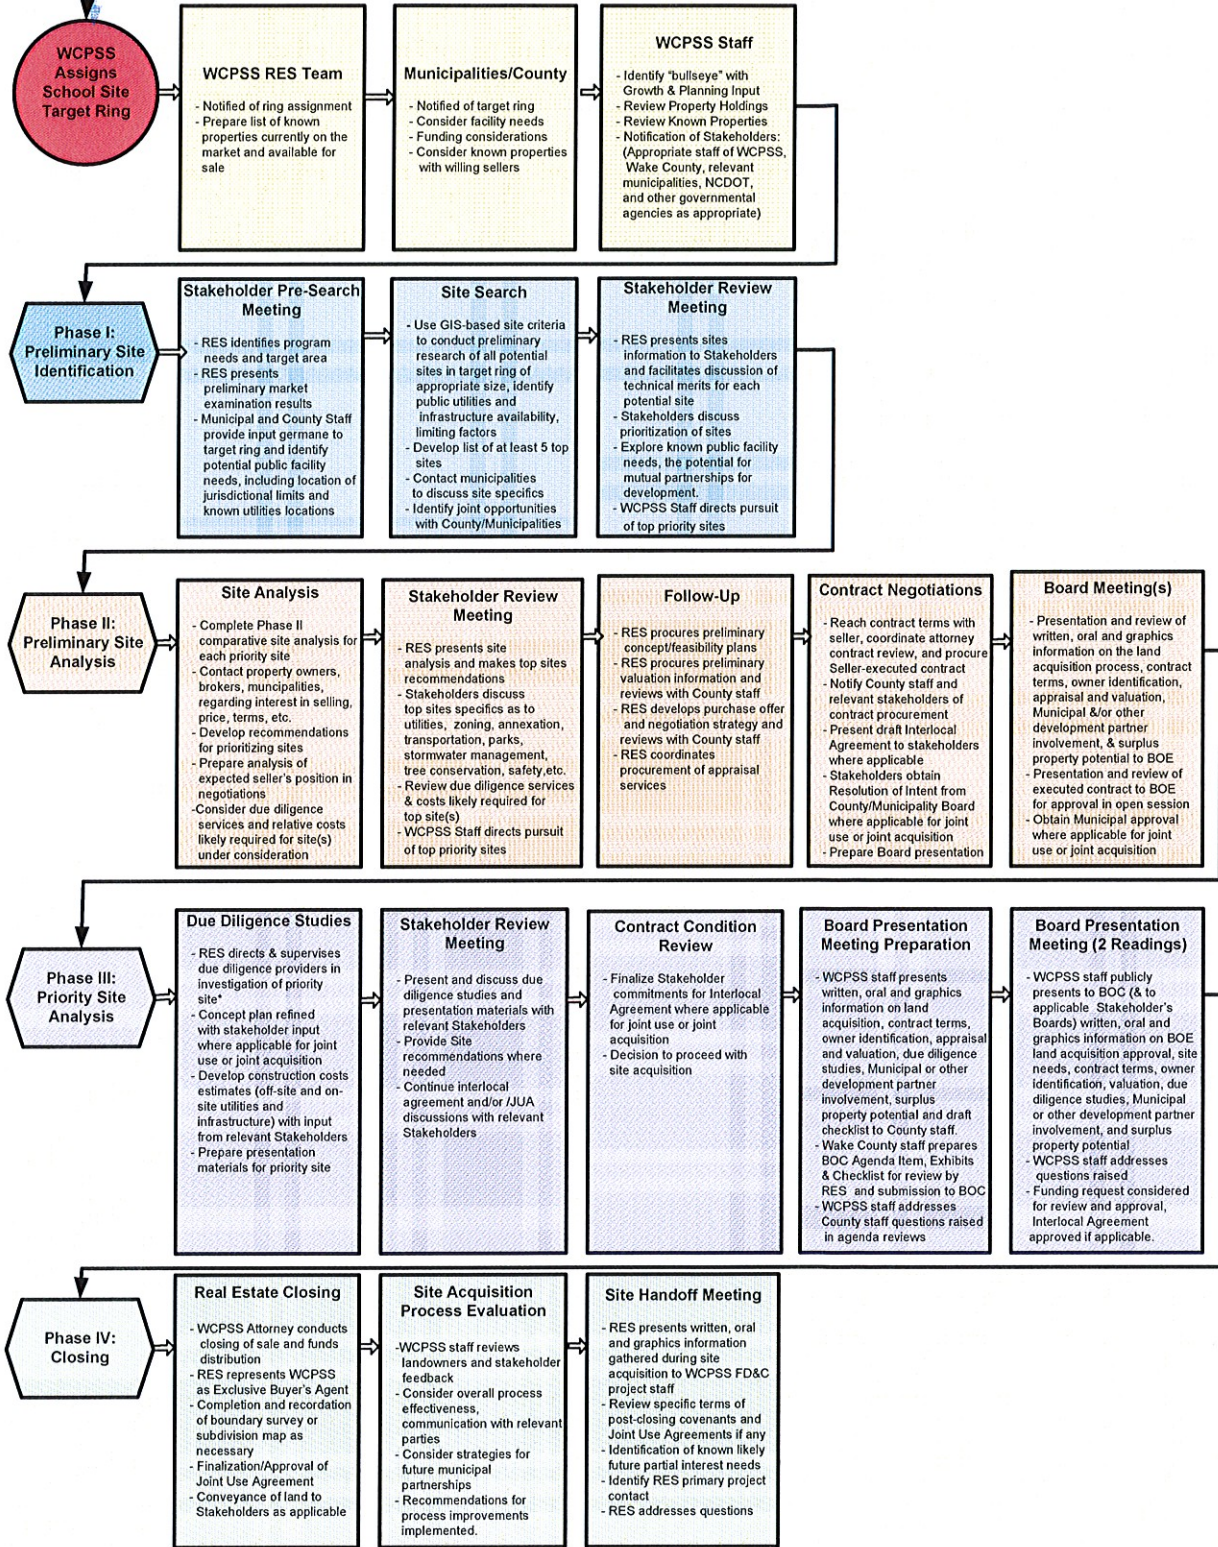 WCPSS
Assigns
School Site
Target Ring
WCPSS RES Team
- Notified of ring assignment
- Prepare list of known
properties currently on the
market and available for
sale
Municipalities/County
- Notified of target ring
- Consider facility needs
- Funding considerations
- Consider known properties
with willing sellers
WCPSS Staff
- Identify "bullseye" with
Growth & Planning Input
- Review Property Holdings
- Review Known Properties
- Notification of Stakeholders:
(Appropriate staff of WCPSS,
Wake County, relevant
municipalities, NCDOT,
and other governmental
agencies as appropriate)
Phase I:
Preliminary Site
Identification
Stakeholder Pre-Search
Meeting
- RES identifies program
needs and target area
- RES presents
preliminary market
examination results
- Municipal and County Staff
provide input germane to
target ring and identify
potential public facility
needs, including location of
jurisdictional limits and
known utilities locations
Site Search
- Use GIS-based site criteria
to conduct preliminary
research of all potential
sites in target ring of
appropriate size, identify
public utilities and
infrastructure availability,
limiting factors
- Develop list of at least 5 top
sites
- Contact municipalities
to discuss site specifics
- Identify joint opportunities
with County/Municipalities
Stakeholder Review
Meeting
- RES presents sites
information to Stakeholders
and facilitates discussion of
technical merits for each
potential site
- Stakeholders discuss
prioritization of sites
- Explore known public facility
needs, the potential for
mutual partnerships for
development.
- WCPSS Staff directs pursuit
of top priority sites
Phase II:
Preliminary Site
Analysis
Site Analysis
- Complete Phase II
comparative site analysis for
each priority site
- Contact property owners,
brokers, muncipalities,
regarding interest in selling,
price, terms, etc.
- Develop recommendations
for prioritizing sites
- Prepare analysis of
expected seller's position in
negotiations
-Consider due diligence
services and relative costs
likely required for site(s)
under consideration
Stakeholder Review
Meeting
- RES presents site
analysis and makes top sites
recommendations
- Stakeholders discuss
top sites specifics as to
utilities, zoning, annexation,
transportation, parks,
stormwater management,
tree conservation, safety,etc.
- Review due diligence services
& costs likely required for
top site(s)
- WCPSS Staff directs pursuit
of top priority sites
Follow-Up
- RES procures preliminary
concept/feasibility plans
- RES procures preliminary
valuation information and
reviews with County staff
- RES develops purchase offer
and negotiation strategy and
reviews with County staff
- RES coordinates
procurement of appraisal
services
Contract Negotiations
- Reach contract terms with
seller, coordinate attorney
contract review, and procure
Seller-executed contract
- Notify County staff and
relevant stakeholders of
contract procurement
- Present draft Interlocal
Agreement to stakeholders
where applicable
- Stakeholders obtain
Resolution of Intent from
County/Municipality Board
where applicable for joint
use or joint acquisition
- Prepare Board presentation
Board Meeting(s)
- Presentation and review of
written, oral and graphics
information on the land
acquisition process, contract
terms, owner identification,
appraisal and valuation,
Municipal &/or other
development partner
involvement, & surplus
property potential to BOE
- Presentation and review of
executed contract to BOE
for approval in open session
- Obtain Municipal approval
where applicable for joint
use or joint acquisition
Phase III:
Priority Site
Analysis
Due Diligence Studies
- RES directs & supervises
due diligence providers in
investigation of priority
site*
- Concept plan refined
with stakeholder input
where applicable for joint
use or joint acquisition
- Develop construction costs
estimates (off-site and on-
site utilities and
infrastructure) with input
from relevant Stakeholders
- Prepare presentation
materials for priority site
Stakeholder Review
Meeting
- Present and discuss due
diligence studies and
presentation materials with
relevant Stakeholders
- Provide Site
recommendations where
needed
- Continue interlocal
agreement and/or /JUA
discussions with relevant
Stakeholders
Contract Condition
Review
- Finalize Stakeholder
commitments for Interlocal
Agreement where applicable
for joint use or joint
acquisition
- Decision to proceed with
site acquisition
Board Presentation
Meeting Preparation
- WCPSS staff presents
written, oral and graphics
information on land
acquisition, contract terms,
owner identification, appraisal
and valuation, due diligence
studies, Municipal or other
development partner
involvement, surplus
property potential and draft
checklist to County staff.
- Wake County staff prepares
BOC Agenda Item, Exhibits
& Checklist for review by
RES and submission to BOC
- WCPSS staff addresses
County staff questions raised
in agenda reviews
Board Presentation
Meeting (2 Readings)
- WCPSS staff publicly
presents to BOC (& to
applicable Stakeholder's
Boards) written, oral and
graphics information on BOE
land acquisition approval, site
needs, contract terms, owner
identification, valuation, due
diligence studies, Municipal
or other development partner
involvement, and surplus
property potential
- WCPSS staff addresses
questions raised
- Funding request considered
for review and approval,
Interlocal Agreement
approved if applicable.
Phase IV:
Closing
Real Estate Closing
- WCPSS Attorney conducts
closing of sale and funds
distribution
- RES represents WCPSS
as Exclusive Buyer's Agent
- Completion and recordation
of boundary survey or
subdivision map as
necessary
- Finalization/Approval of
Joint Use Agreement
- Conveyance of land to
Stakeholders as applicable
Site Acquisition
Process Evaluation
-WCPSS staff reviews
landowners and stakeholder
feedback
- Consider overall process
effectiveness,
communication with relevant
parties
- Consider strategies for
future municipal
partnerships
- Recommendations for
process improvements
implemented.
Site Handoff Meeting
- RES presents written, oral
and graphics information
gathered during site
acquisition to WCPSS FD&C
project staff
- Review specific terms of
post-closing covenants and
Joint Use Agreements if any
- Identification of known likely
future partial interest needs
- Identify RES primary project
contact
- RES addresses questions